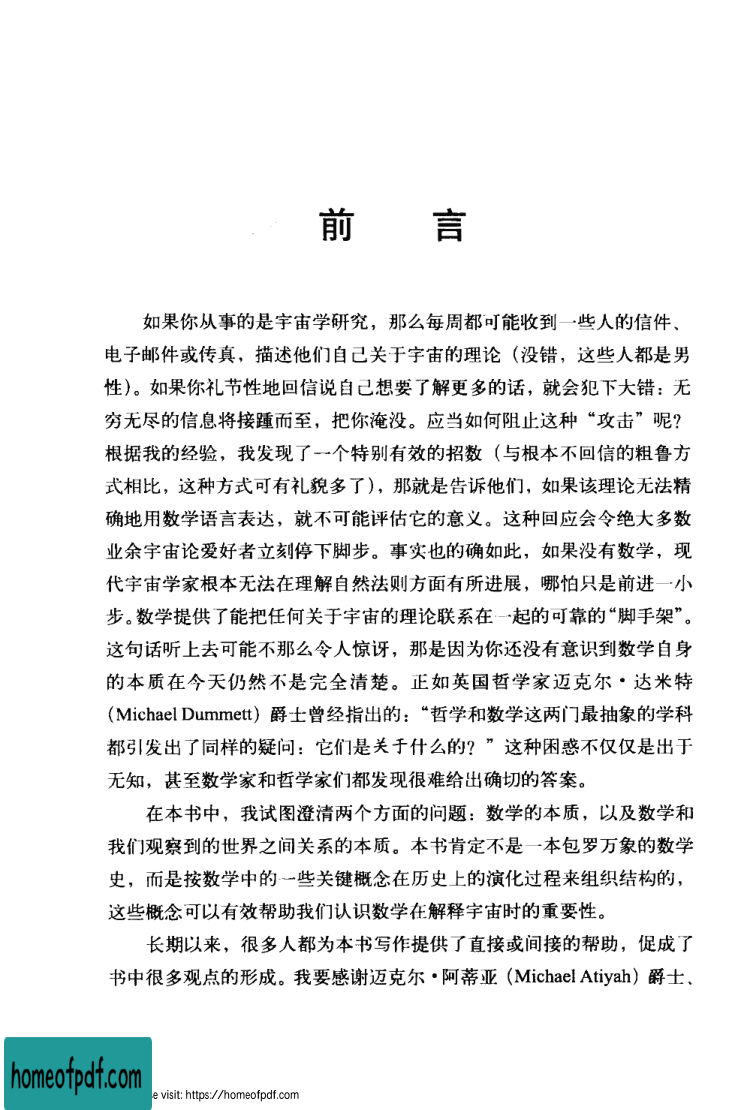 前 言
如果你从事的是宇宙学研究，那么每周都可能收到一些人的信件、
电子邮件或传真，描述他们自己关于宇宙的理论（没错，这些人都是男
性）。如果你礼节性地回信说自己想要了解更多的话，就会犯下大错：无
穷无尽的信息将接踵而至，把你淹没。应当如何阻止这种“攻击”呢？
根据我的经验，我发现了一个特别有效的招数（与根本不回信的粗鲁方
式相比，这种方式可有礼貌多了），那就是告诉他们，如果该理论无法精
确地用数学语言表达，就不可能评估它的意义。这种回应会令绝大多数
业余宇宙论爱好者立刻停下脚步。事实也的确如此，如果没有数学，现
代宇宙学家根本无法在理解自然法则方面有所进展，哪怕只是前进一小
步。数学提供了能把任何关于宇宙的理论联系在一起的可靠的“脚手架”。
这句话听上去可能不那么令人惊讶，那是因为你还没有意识到数学自身
的本质在今天仍然不是完全清楚。正如英国哲学家迈克尔·达米特
（Michael Dummett）爵士曾经指出的：“哲学和数学这两门最抽象的学科
都引发出了同样的疑问：它们是关于什么的？”这种困惑不仅仅是出于
无知，甚至数学家和哲学家们都发现很难给出确切的答案。
在本书中，我试图澄清两个方面的问题：数学的本质，以及数学和
我们观察到的世界之间关系的本质。本书肯定不是一本包罗万象的数学
史，而是按数学中的一些关键概念在历史上的演化过程来组织结构的，
这些概念可以有效帮助我们认识数学在解释宇宙时的重要性。
长期以来，很多人都为本书写作提供了直接或间接的帮助，促成了
书中很多观点的形成。我要感谢迈克尔·阿蒂亚（Michael Atiyah）爵士、
homeofpdf.com
e visit: https://homeofpdf.com